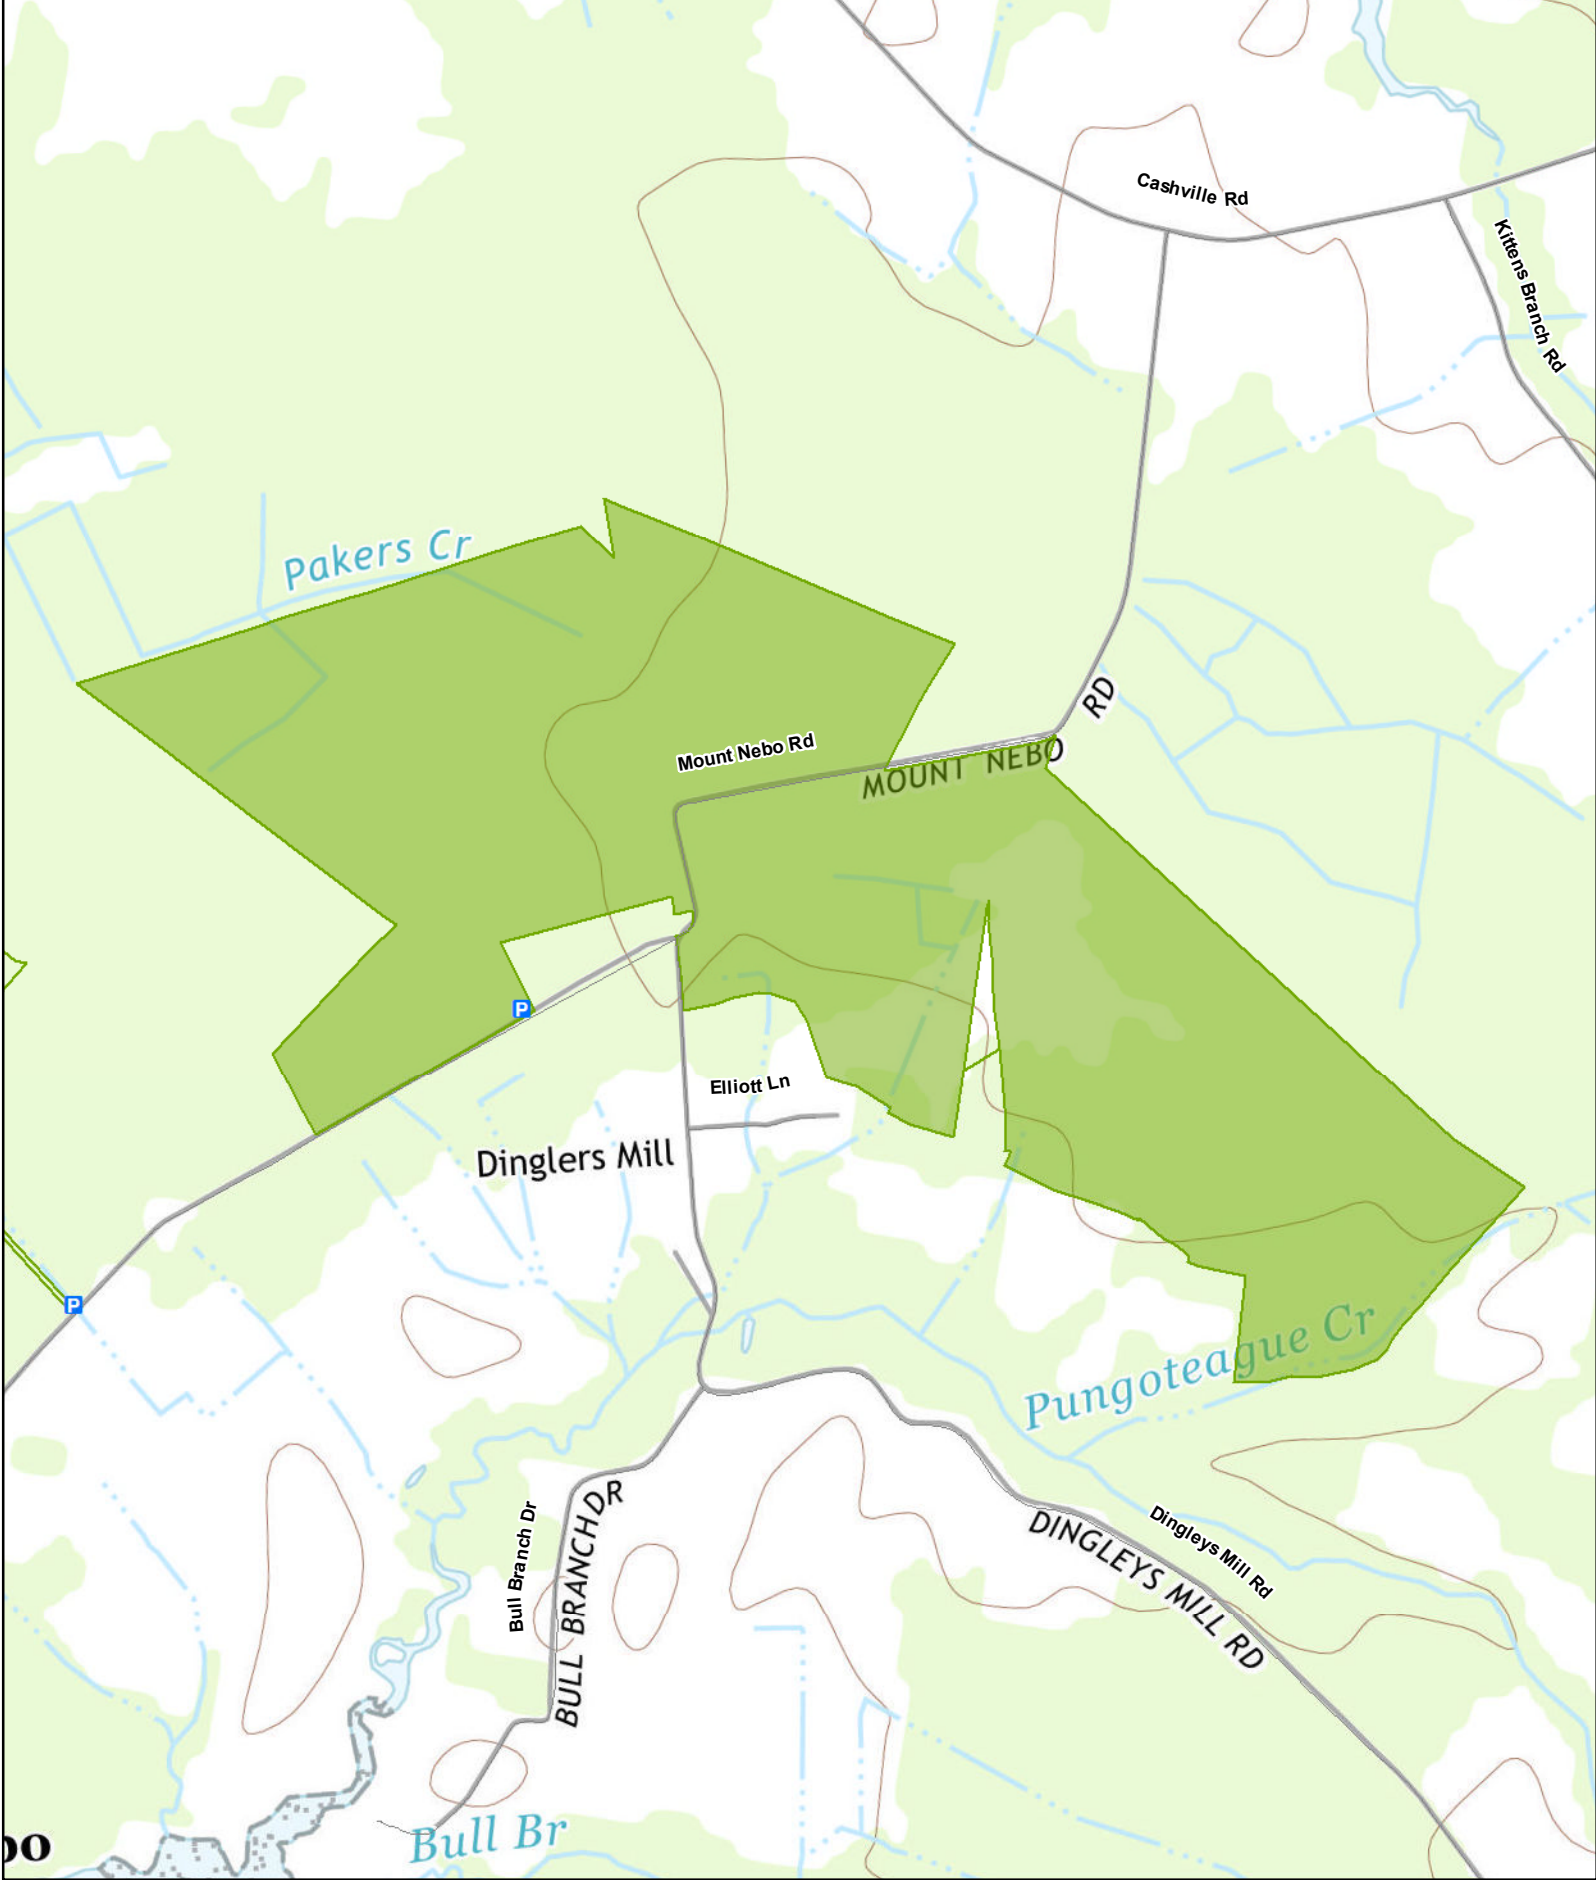 Cashville Rd
Kittens Branch Rd
Pakers Cr
RD
Mount Nebo Rd
MOUNT NEBO
P
Elliott Ln
Dinglers Mill
P
Pungoteague Cr
Bull Branch Dr
BULL BRANCH DR
Dingleys Mill Rd
DINGLEYS MILL RD
Bull Br